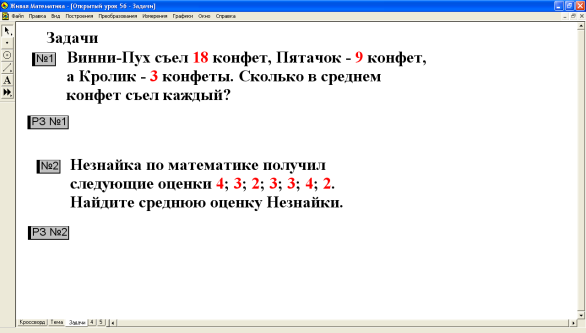 Живая Математика - [Открытый урок 5б - Задачи]
Файл Правка Вид Построения Преобразования Измерения Графики Окно Справка
Задачи
№1 Винни-Пух съел 18 конфет, Пятачок - 9 конфет,
а Кролик - 3 конфеты. Сколько в среднем
конфет съел каждый?
РЗ №1
№2 Незнайка по математике получил
следующие оценки 4; 3; 2; 3; 3; 4; 2.
Найдите среднюю оценку Незнайки.
РЗ №2
A
Кроссворд Тема Задачи 4 5